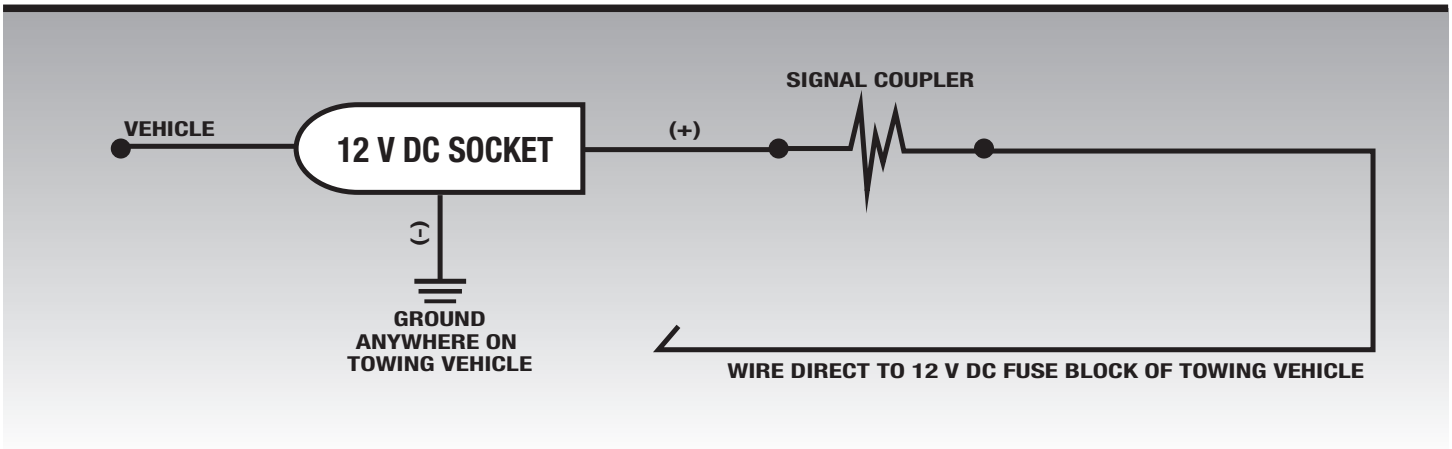 SIGNAL COUPLER
VEHICLE
12 V DC SOCKET
(+)
(-)
GROUND
ANYWHERE ON
TOWING VEHICLE
WIRE DIRECT TO 12 V DC FUSE BLOCK OF TOWING VEHICLE